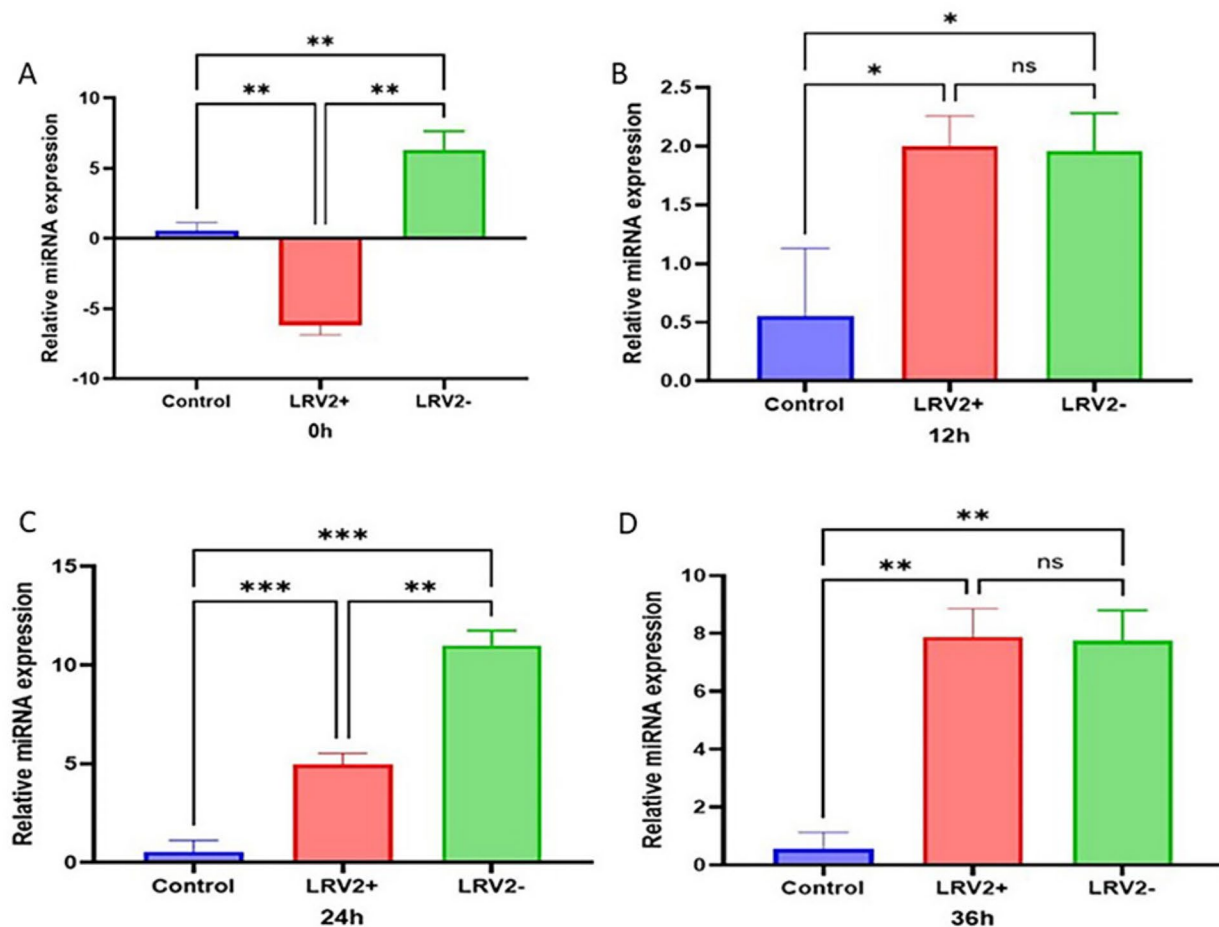 A
**
**
**
Relative miRNA expression
10
5
0
-5
-10
Control
LRV2+
LRV2-
0h
B
*
*
ns
Relative miRNA expression
2.5
2.0
1.5
1.0
0.5
0.0
Control
LRV2+
LRV2-
12h
C
***
***
**
Relative miRNA expression
15
10
5
0
Control
LRV2+
LRV2-
24h
D
**
**
ns
Relative miRNA expression
10
8
6
4
2
0
Control
LRV2+
LRV2-
36h